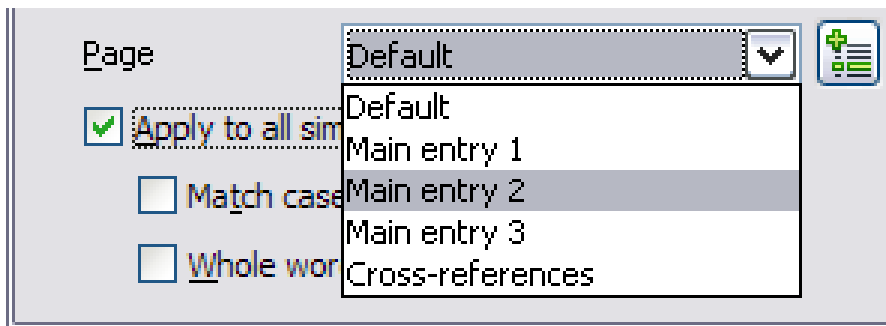 Page
Default
Default
Apply to all sim
Main entry 1
Match case
Main entry 2
Main entry 3
Whole wor
Cross-references